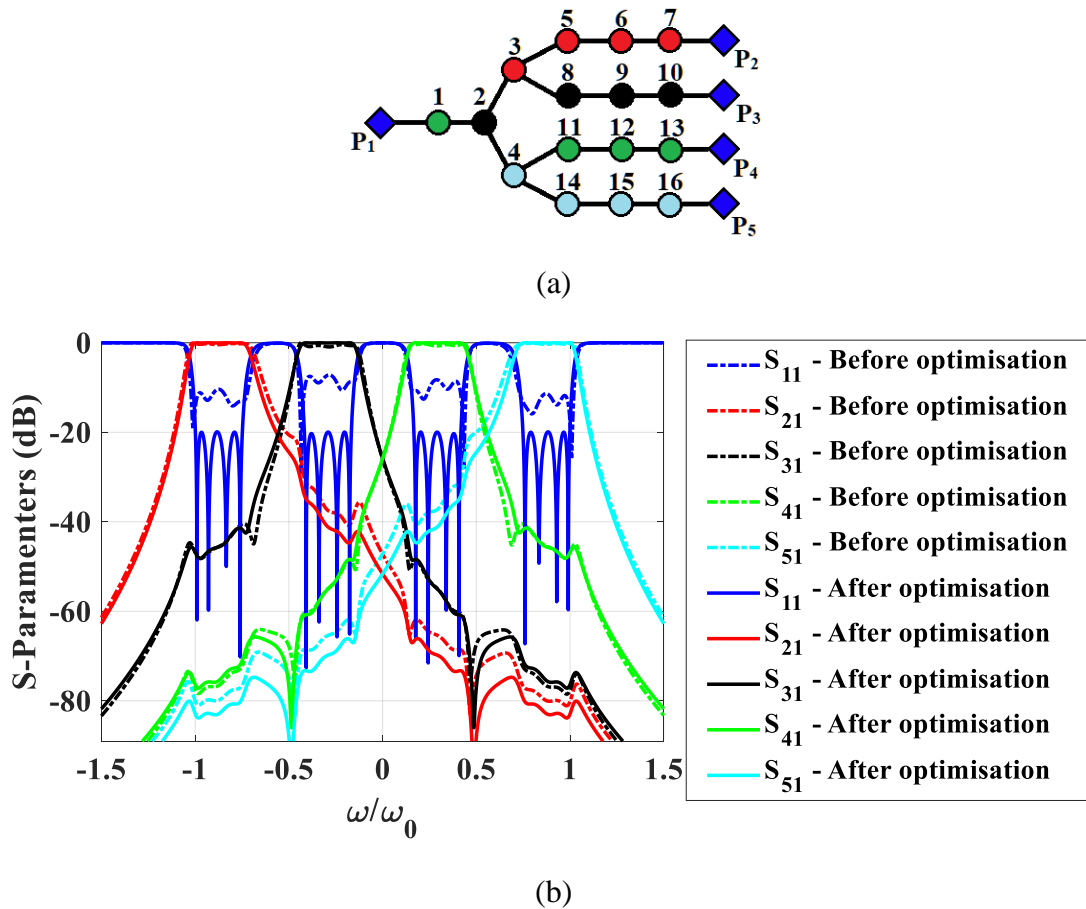 5 6 7
3
P2
8 9 10
1 2
P1
11 12 13
4
P4
P3
14 15 16
P5
(a)
S-Paramenters (dB)
0
-20
-40
-60
-80
-1.5 -1 -0.5 0 0.5 1 1.5
ω/ω0
S11 - Before optimisation
S21 - Before optimisation
S31 - Before optimisation
S41 - Before optimisation
S51 - Before optimisation
S11 - After optimisation
S21 - After optimisation
S31 - After optimisation
S41 - After optimisation
S51 - After optimisation
(b)